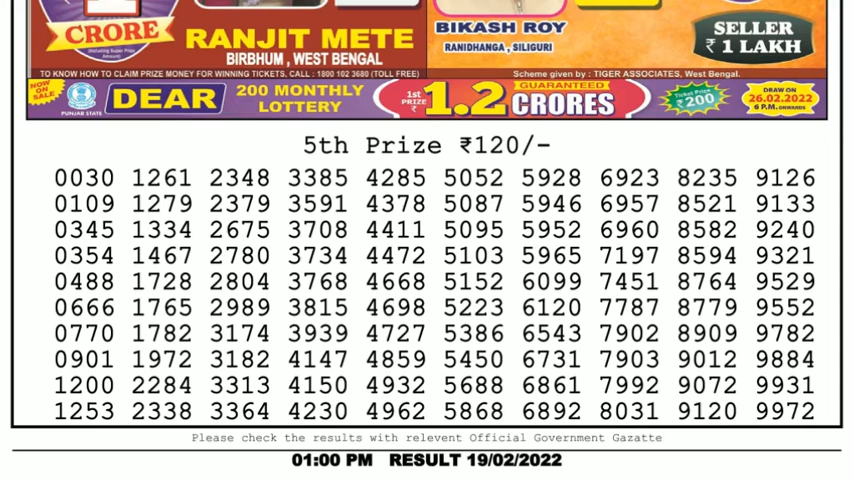 1
CRORE
(Including Super Prize Amount)
RANJIT METE
BIRBHUM, WEST BENGAL
BIKASH ROY
RANIDHANGA, SILIGURI
SELLER
₹ 1 LAKH
TO KNOW HOW TO CLAIM PRIZE MONEY FOR WINNING TICKETS, CALL : 1800 102 3680 (TOLL FREE)
Scheme given by : TIGER ASSOCIATES, West Bengal.
NOW ON SALE
PUNJAB STATE
DEAR
200 MONTHLY
LOTTERY
1st
PRIZE
₹
1.2
GUARANTEED
CRORES
Ticket Price
₹200
DRAW ON
26.02.2022
6 P.M. ONWARDS
5th Prize ₹120/-
0030 1261 2348 3385 4285 5052 5928 6923 8235 9126
0109 1279 2379 3591 4378 5087 5946 6957 8521 9133
0345 1334 2675 3708 4411 5095 5952 6960 8582 9240
0354 1467 2780 3734 4472 5103 5965 7197 8594 9321
0488 1728 2804 3768 4668 5152 6099 7451 8764 9529
0666 1765 2989 3815 4698 5223 6120 7787 8779 9552
0770 1782 3174 3939 4727 5386 6543 7902 8909 9782
0901 1972 3182 4147 4859 5450 6731 7903 9012 9884
1200 2284 3313 4150 4932 5688 6861 7992 9072 9931
1253 2338 3364 4230 4962 5868 6892 8031 9120 9972
Please check the results with relevent Official Government Gazatte
01:00 PM RESULT 19/02/2022